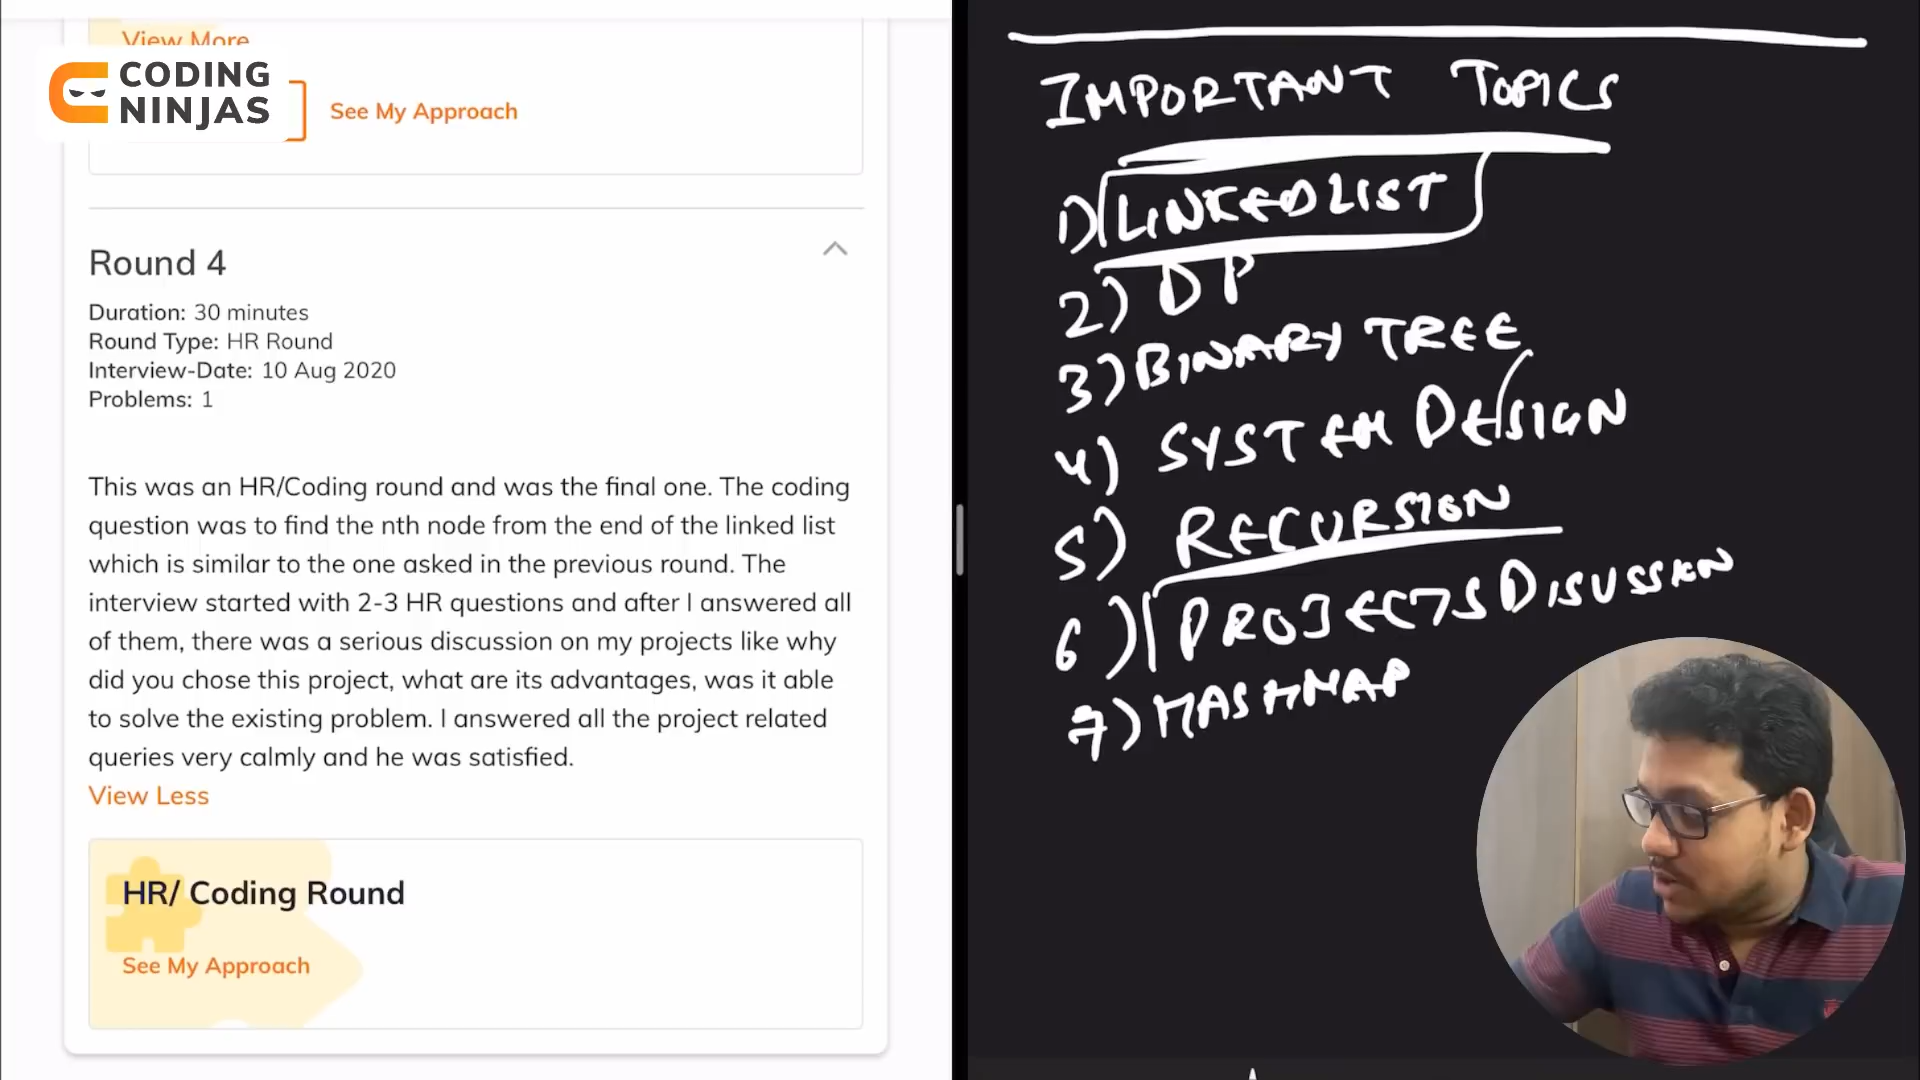 View More
CODING
NINJAS
See My Approach
Round 4
Duration: 30 minutes
Round Type: HR Round
Interview-Date: 10 Aug 2020
Problems: 1
This was an HR/Coding round and was the final one. The coding
question was to find the nth node from the end of the linked list
which is similar to the one asked in the previous round. The
interview started with 2-3 HR questions and after I answered all
of them, there was a serious discussion on my projects like why
did you chose this project, what are its advantages, was it able
to solve the existing problem. I answered all the project related
queries very calmly and he was satisfied.
View Less
HR/ Coding Round
See My Approach
IMPORTANT TOPICS
1) LINKEDLIST
2) DP
3) BINARY TREE
4) SYSTEM DESIGN
5) RECURSION
6) PROJECTS DISUSSION
7) HASHMAP